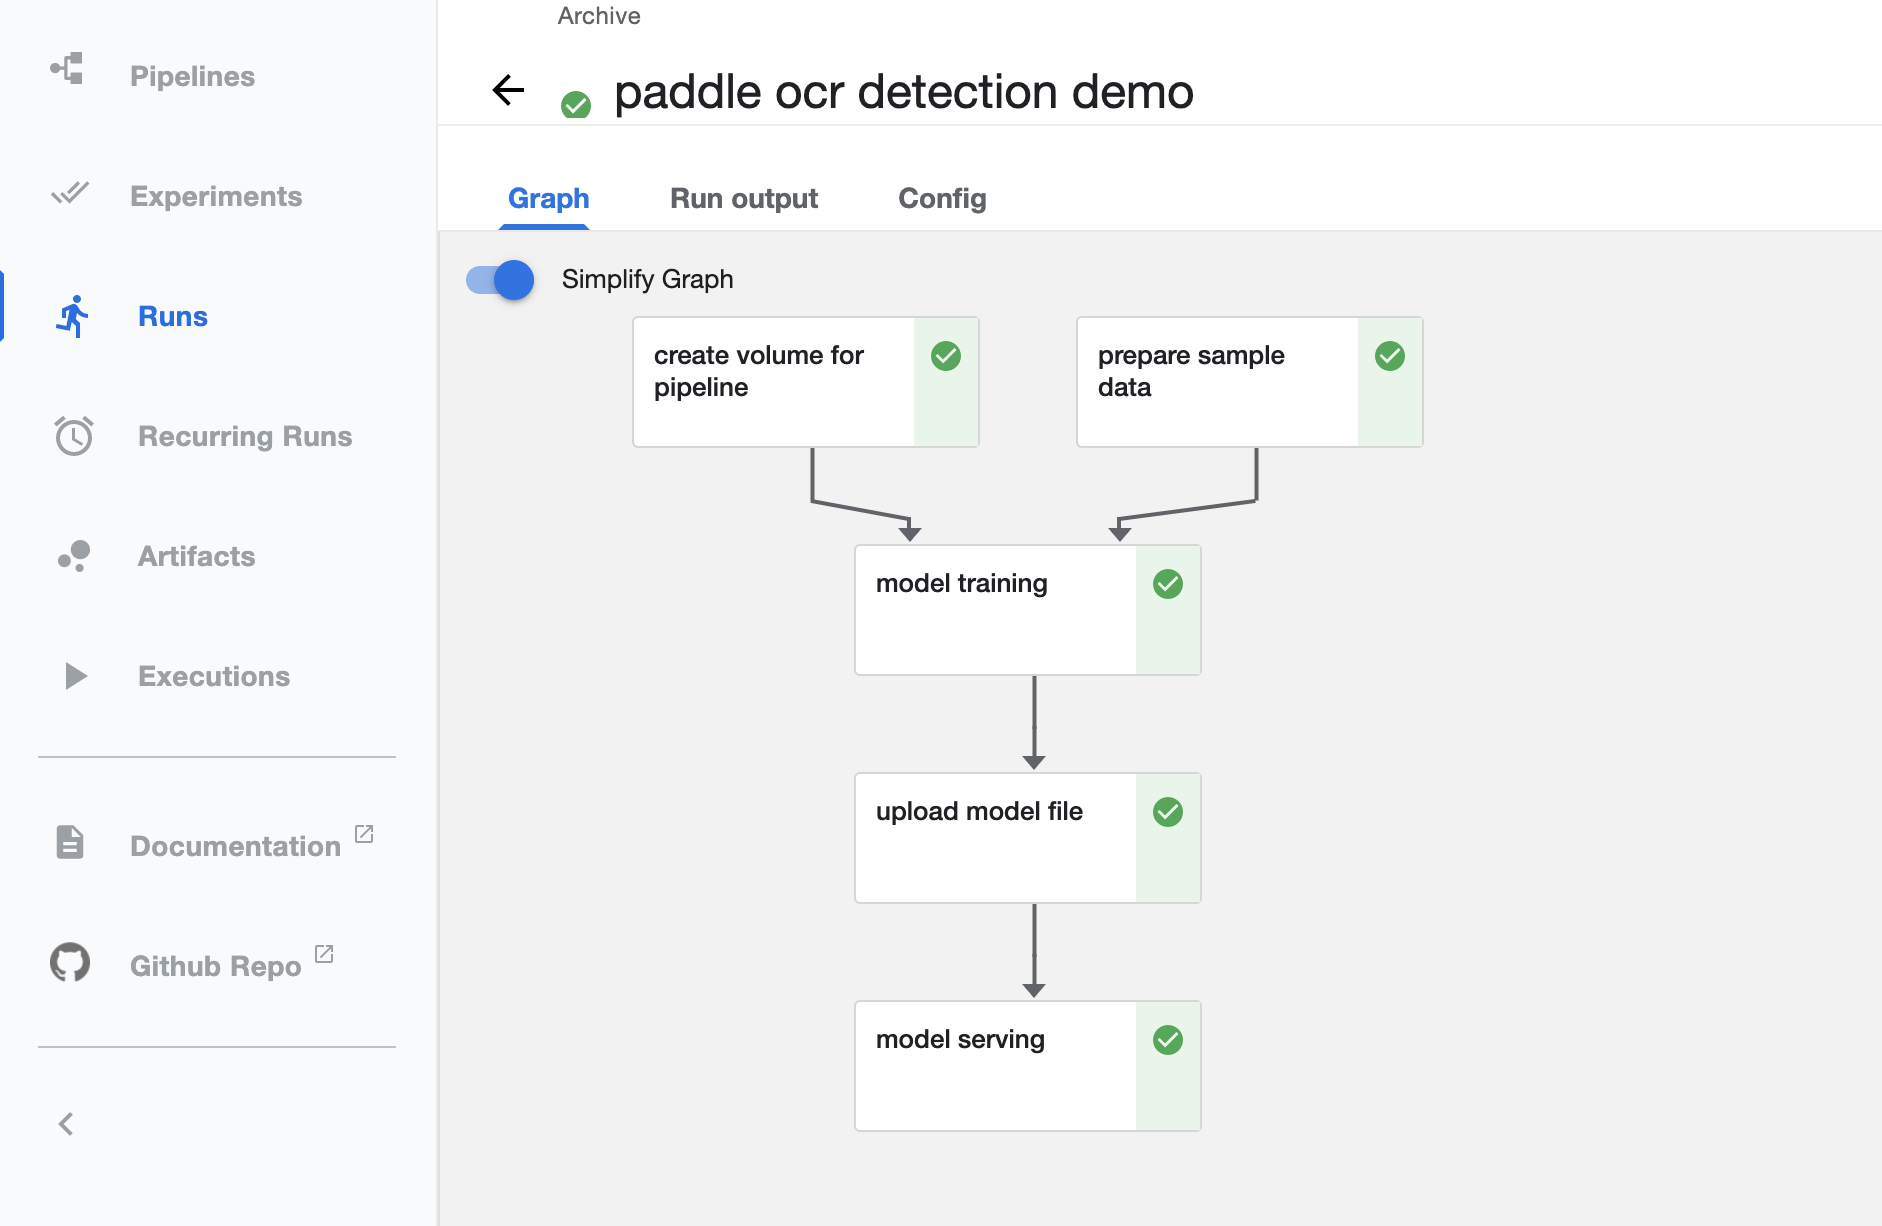 Pipelines
Experiments
Runs
Recurring Runs
Artifacts
Executions
Documentation
Github Repo
Archive
paddle ocr detection demo
Graph
Run output
Config
Simplify Graph
create volume for
pipeline
prepare sample
data
model training
upload model file
model serving